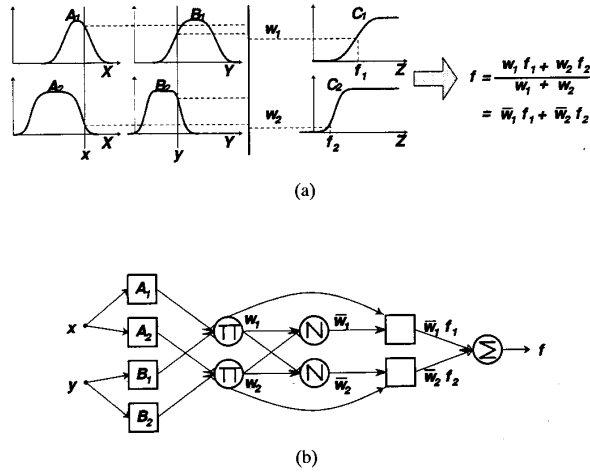 A₁ B₁ C₁
w₁
X Y f₁ Z
f = (w₁ f₁ + w₂ f₂) / (w₁ + w₂)
= w̅₁ f₁ + w̅₂ f₂
A₂ B₂ C₂
w₂
X Y f₂ Z
x y
(a)
A₁
x A₂ Π w₁ N w̅₁ w̅₁ f₁
Σ f
y B₁ Π w₂ N w̅₂ w̅₂ f₂
B₂
(b)